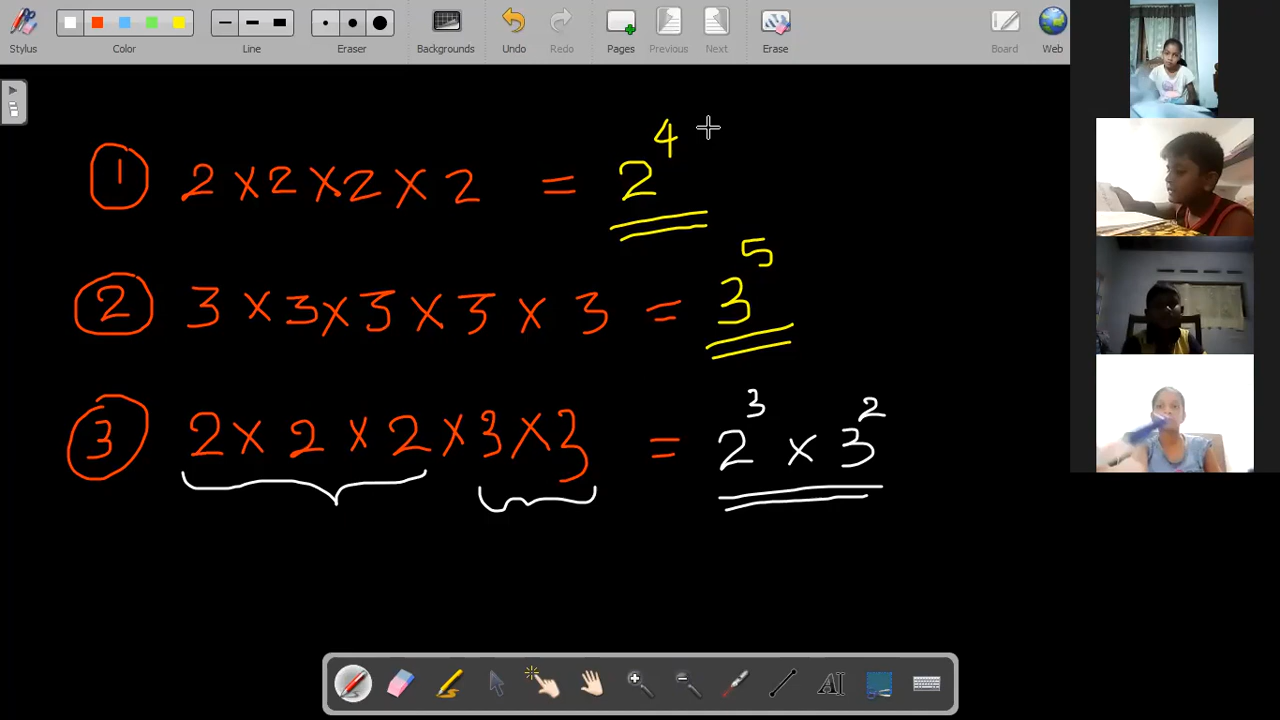 Stylus Color Line Eraser Backgrounds Undo Redo Pages Previous Next Erase Board Web
① 2 × 2 × 2 × 2 = 2⁴
② 3 × 3 × 3 × 3 × 3 = 3⁵
③ 2 × 2 × 2 × 3 × 3 = 2³ × 3²